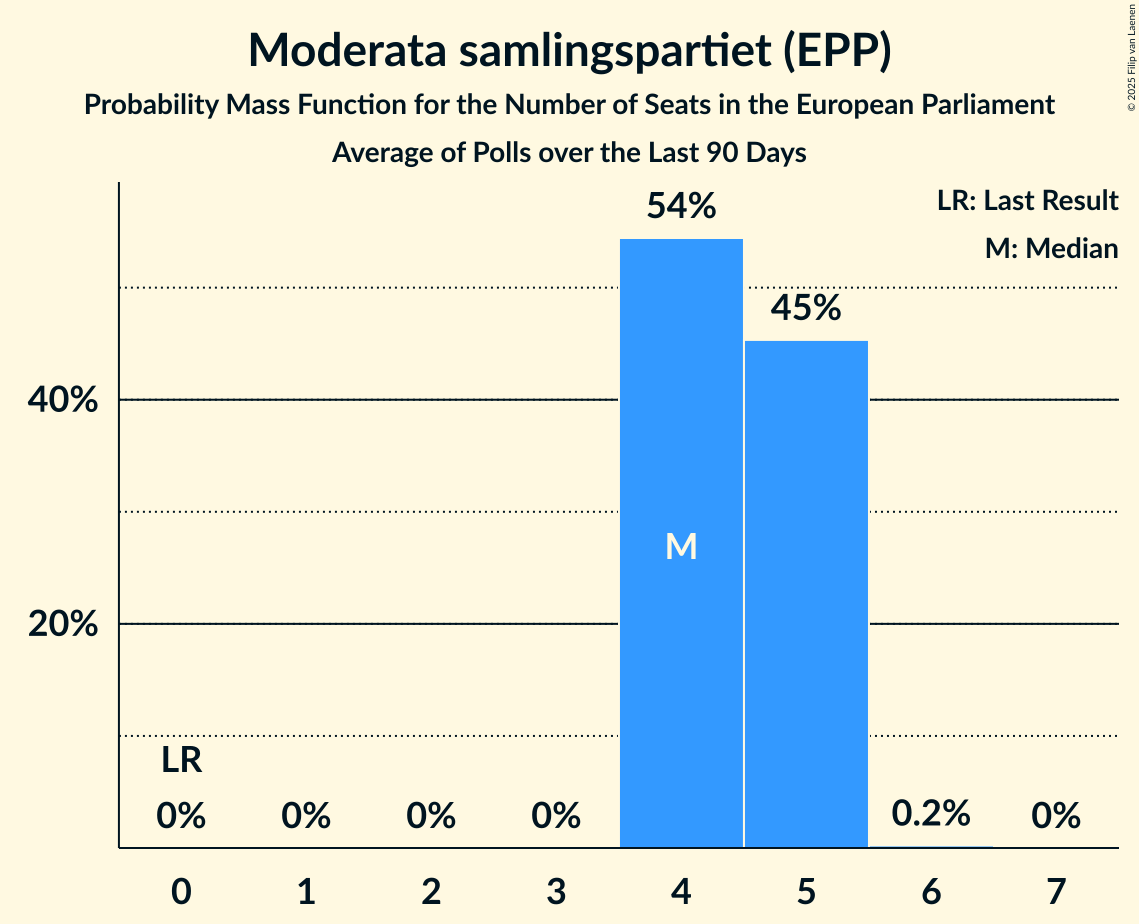 Moderata samlingspartiet (EPP)
Probability Mass Function for the Number of Seats in the European Parliament
Average of Polls over the Last 90 Days
© 2025 Filip van Laenen
LR: Last Result
M: Median
54%
45%
40%
M
20%
LR
0% 0% 0% 0% 0.2% 0%
0 1 2 3 4 5 6 7